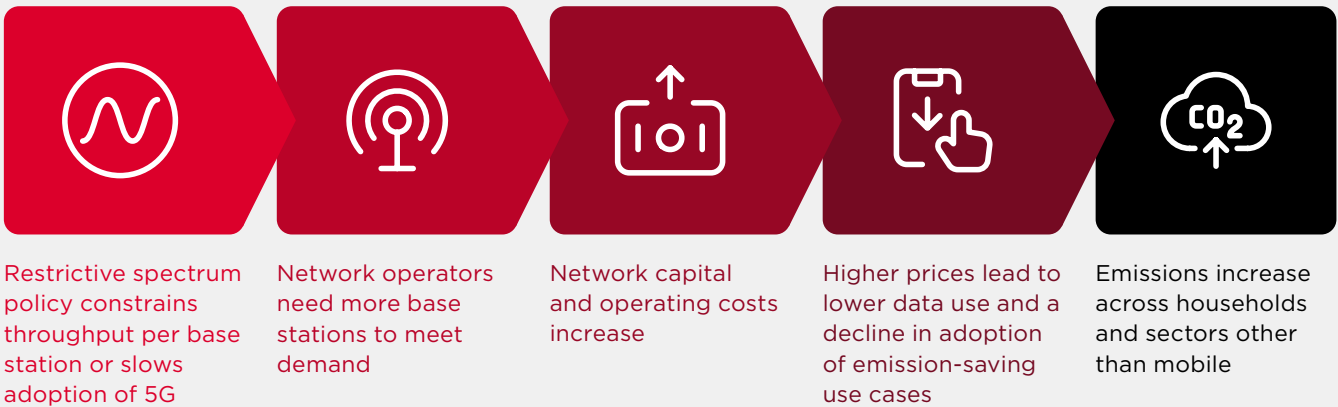 CO2
Restrictive spectrum
policy constrains
throughput per base
station or slows
adoption of 5G
Network operators
need more base
stations to meet
demand
Network capital
and operating costs
increase
Higher prices lead to
lower data use and a
decline in adoption
of emission-saving
use cases
Emissions increase
across households
and sectors other
than mobile